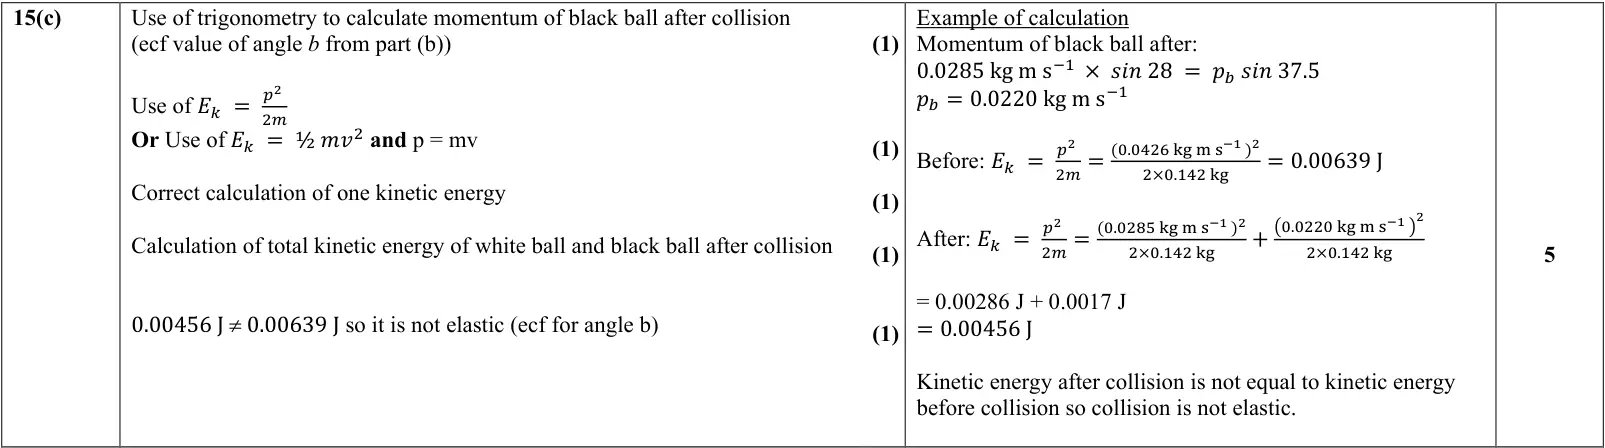 15(c)
Use of trigonometry to calculate momentum of black ball after collision
(ecf value of angle b from part (b)) (1)
Use of E_k = p²/2m
Or Use of E_k = ½ mv² and p = mv (1)
Correct calculation of one kinetic energy (1)
Calculation of total kinetic energy of white ball and black ball after collision (1)
0.00456 J ≠ 0.00639 J so it is not elastic (ecf for angle b) (1)
Example of calculation
Momentum of black ball after:
0.0285 kg m s⁻¹ × sin 28 = p_b sin 37.5
p_b = 0.0220 kg m s⁻¹
Before: E_k = p²/2m = (0.0426 kg m s⁻¹ )²/2×0.142 kg = 0.00639 J
After: E_k = p²/2m = (0.0285 kg m s⁻¹ )²/2×0.142 kg + (0.0220 kg m s⁻¹ )²/2×0.142 kg
= 0.00286 J + 0.0017 J
= 0.00456 J
Kinetic energy after collision is not equal to kinetic energy
before collision so collision is not elastic.
5